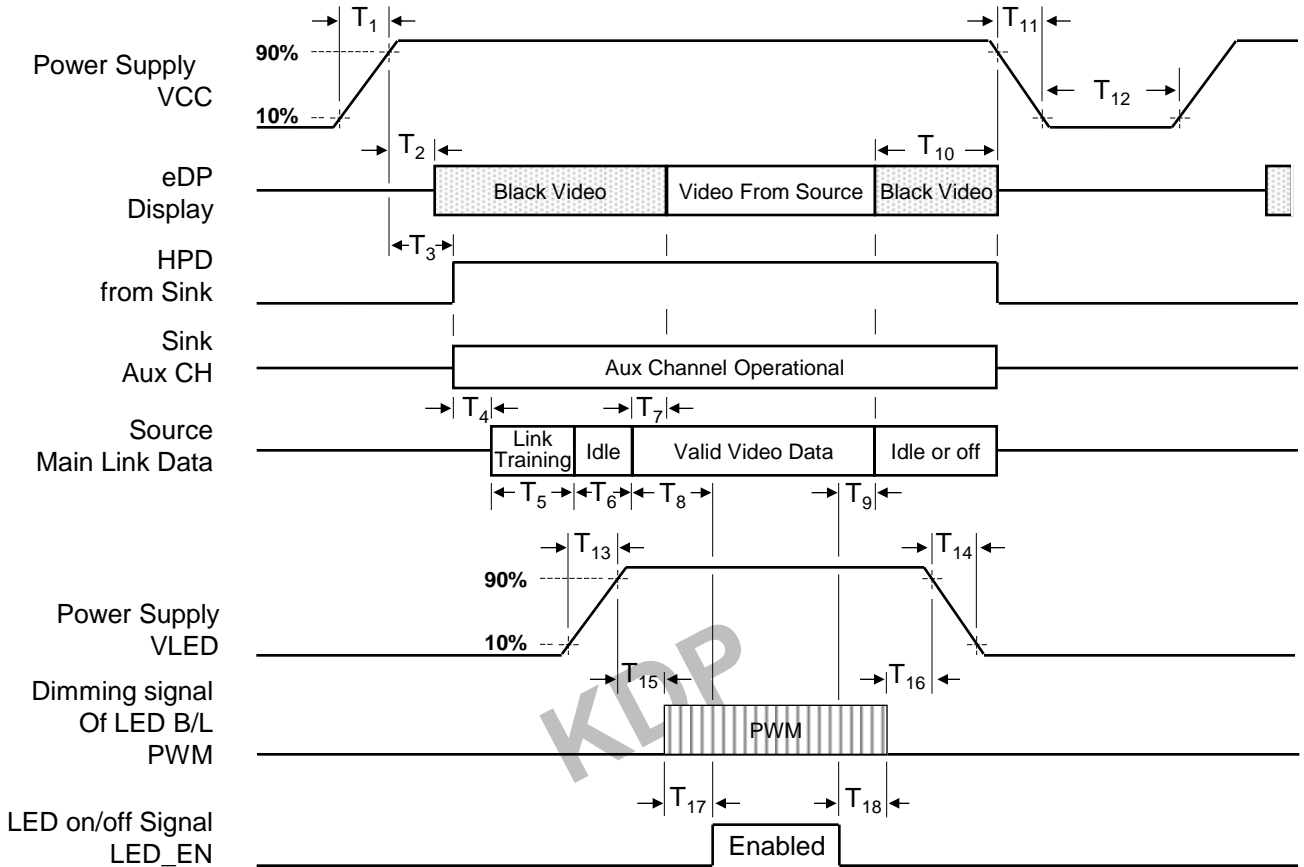 T1
T11
90%
Power Supply
VCC
T12
10%
T2
T10
eDP
Display
Black Video
Video From Source
Black Video
T3
HPD
from Sink
Sink
Aux CH
Aux Channel Operational
T4
T7
Source
Main Link Data
Link
Training
Idle
Valid Video Data
Idle or off
T5
T6
T8
T9
T13
T14
90%
Power Supply
VLED
10%
KDP
T15
T16
Dimming signal
Of LED B/L
PWM
PWM
T17
T18
LED on/off Signal
LED_EN
Enabled